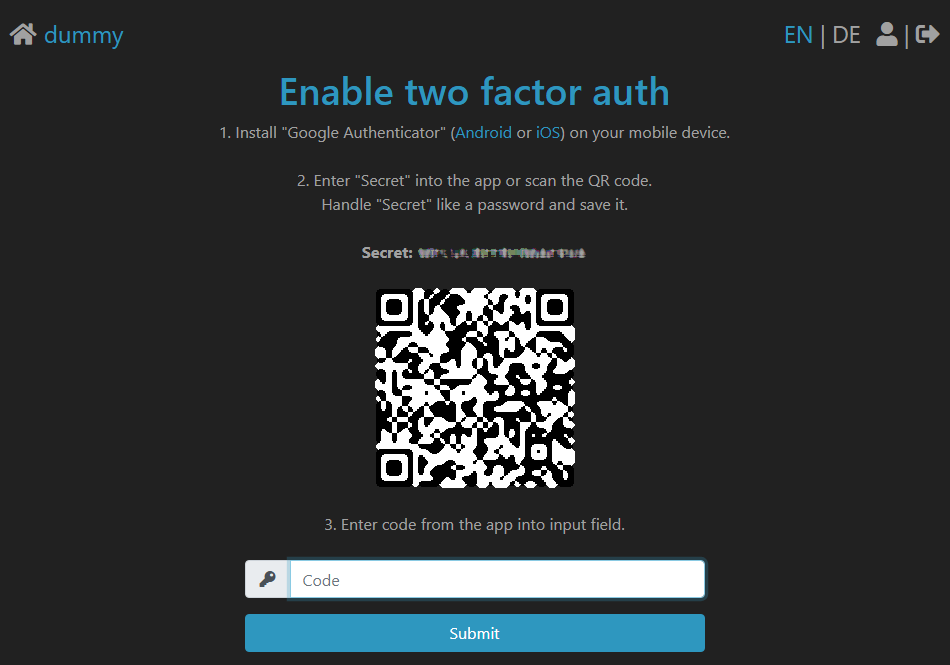 dummy
EN | DE |
Enable two factor auth
1. Install "Google Authenticator" (Android or iOS) on your mobile device.
2. Enter "Secret" into the app or scan the QR code.
Handle "Secret" like a password and save it.
Secret:
3. Enter code from the app into input field.
Code
Submit